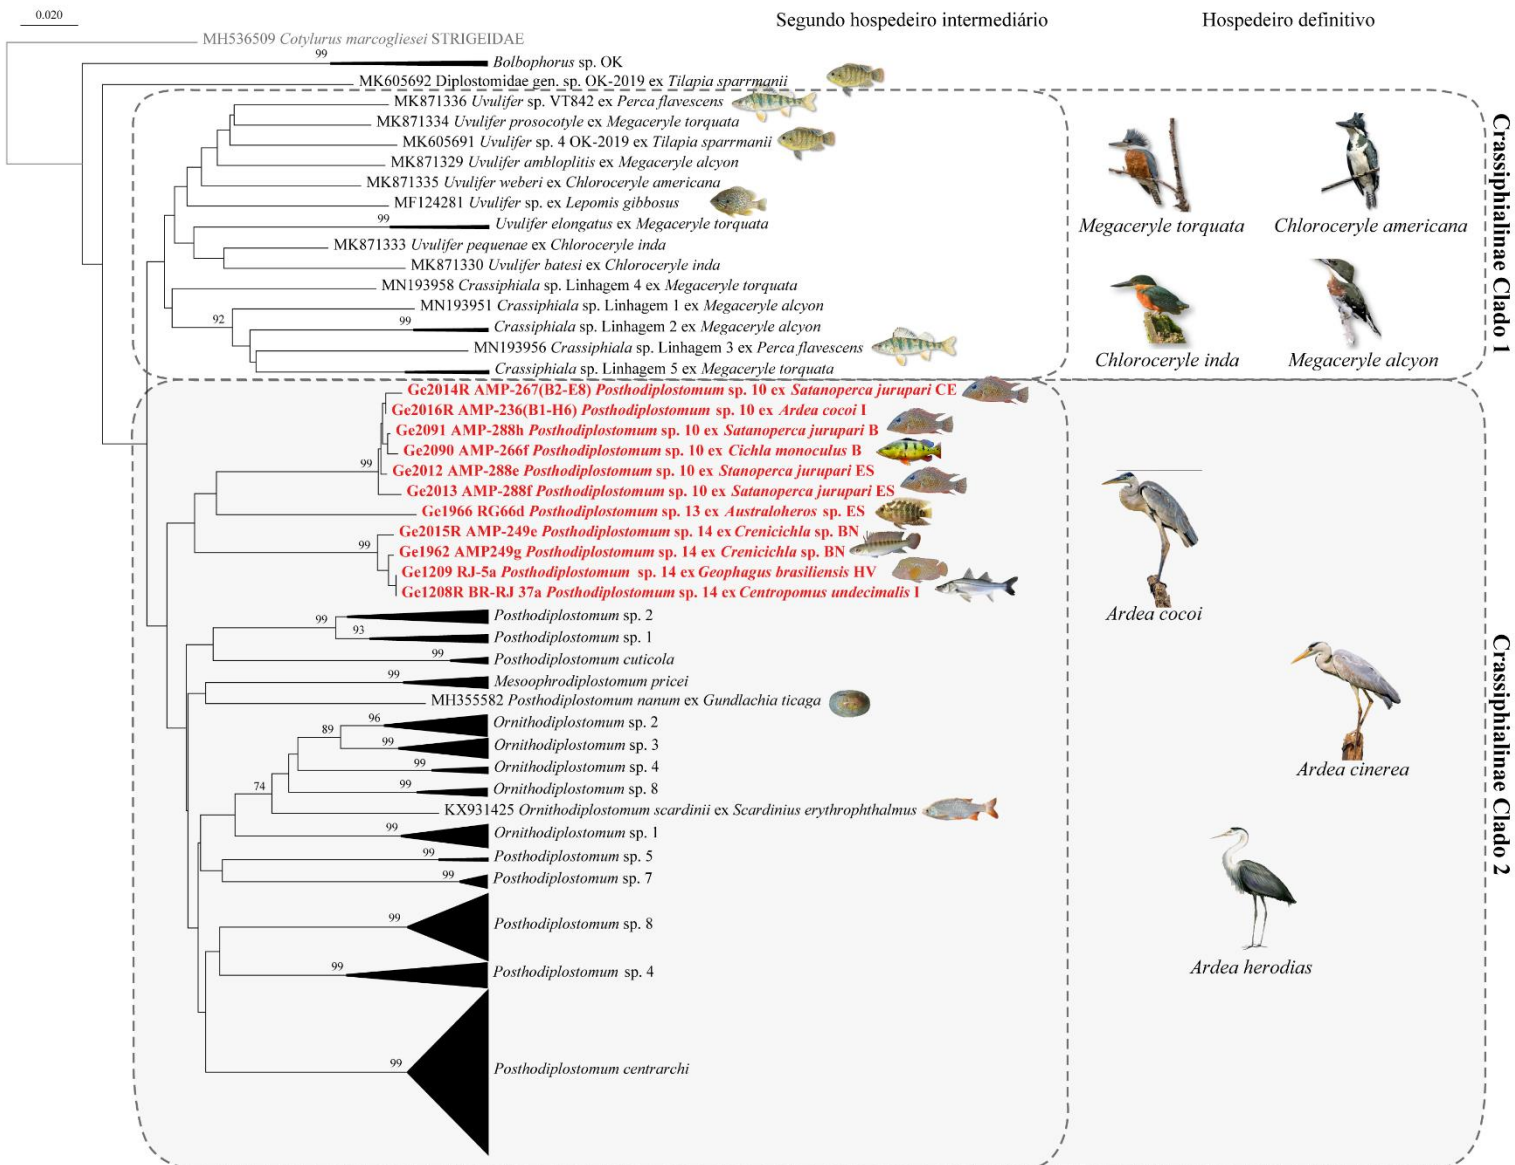 0.020
Segundo hospedeiro intermediário
Hospedeiro definitivo
MH536509 Cotylurus marcogliesei STRIGEIDAE
99
Bolbophorus sp. OK
MK605692 Diplostomidae gen. sp. OK-2019 ex Tilapia sparrmanii
MK871336 Uvulifer sp. VT842 ex Perca flavescens
MK871334 Uvulifer prosocotyle ex Megaceryle torquata
MK605691 Uvulifer sp. 4 OK-2019 ex Tilapia sparrmanii
MK871329 Uvulifer ambloplitis ex Megaceryle alcyon
MK871335 Uvulifer weberi ex Chloroceryle americana
MF124281 Uvulifer sp. ex Lepomis gibbosus
99
Uvulifer elongatus ex Megaceryle torquata
MK871333 Uvulifer pequenae ex Chloroceryle inda
MK871330 Uvulifer batesi ex Chloroceryle inda
MN193958 Crassiphiala sp. Linhagem 4 ex Megaceryle torquata
MN193951 Crassiphiala sp. Linhagem 1 ex Megaceryle alcyon
92
99
Crassiphiala sp. Linhagem 2 ex Megaceryle alcyon
MN193956 Crassiphiala sp. Linhagem 3 ex Perca flavescens
Crassiphiala sp. Linhagem 5 ex Megaceryle torquata
Megaceryle torquata
Chloroceryle americana
Chloroceryle inda
Megaceryle alcyon
Crassiphialinae Clado 1
Ge2014R AMP-267(B2-E8) Posthodiplostomum sp. 10 ex Satanoperca jurupari CE
Ge2016R AMP-236(B1-H6) Posthodiplostomum sp. 10 ex Ardea cocoi I
Ge2091 AMP-288h Posthodiplostomum sp. 10 ex Satanoperca jurupari B
Ge2090 AMP-266f Posthodiplostomum sp. 10 ex Cichla monoculus B
99
Ge2012 AMP-288e Posthodiplostomum sp. 10 ex Stanoperca jurupari ES
Ge2013 AMP-288f Posthodiplostomum sp. 10 ex Satanoperca jurupari ES
Ge1966 RG66d Posthodiplostomum sp. 13 ex Australoheros sp. ES
Ge2015R AMP-249e Posthodiplostomum sp. 14 ex Crenicichla sp. BN
99
Ge1962 AMP249g Posthodiplostomum sp. 14 ex Crenicichla sp. BN
Ge1209 RJ-5a Posthodiplostomum sp. 14 ex Geophagus brasiliensis HV
Ge1208R BR-RJ 37a Posthodiplostomum sp. 14 ex Centropomus undecimalis I
99
Posthodiplostomum sp. 2
93
Posthodiplostomum sp. 1
99
Posthodiplostomum cuticola
99
Mesoophrodiplostomum pricei
MH355582 Posthodiplostomum nanum ex Gundlachia ticaga
96
Ornithodiplostomum sp. 2
89
99
Ornithodiplostomum sp. 3
Ornithodiplostomum sp. 4
74
99
Ornithodiplostomum sp. 8
KX931425 Ornithodiplostomum scardinii ex Scardinius erythrophthalmus
99
Ornithodiplostomum sp. 1
99
Posthodiplostomum sp. 5
99
Posthodiplostomum sp. 7
99
Posthodiplostomum sp. 8
99
Posthodiplostomum sp. 4
99
Posthodiplostomum centrarchi
Ardea cocoi
Ardea cinerea
Ardea herodias
Crassiphialinae Clado 2